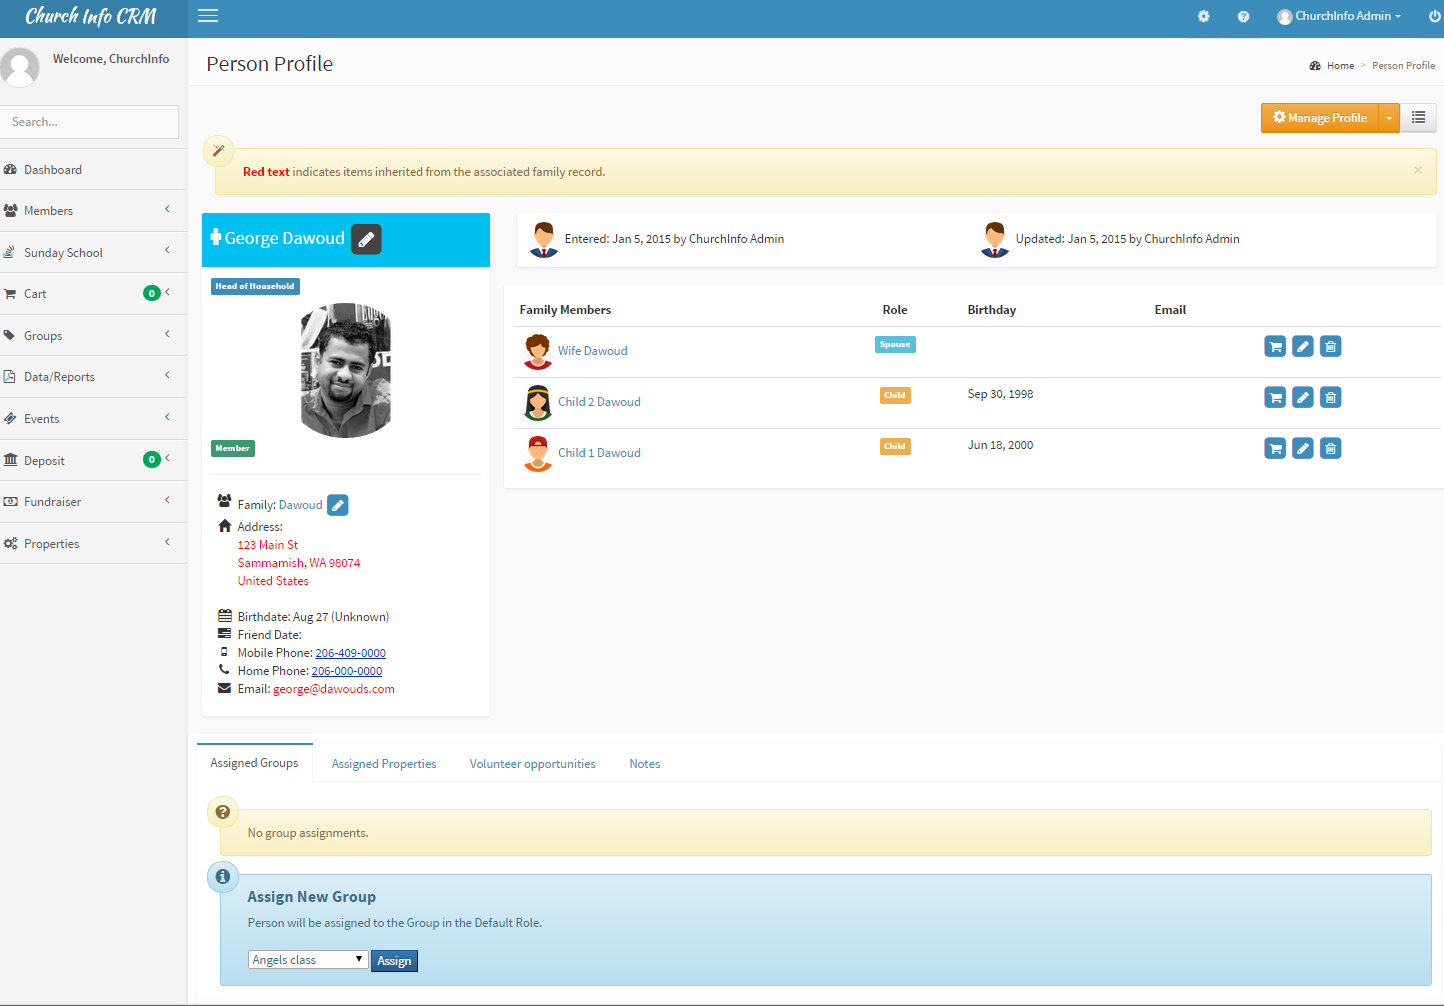 Church Info CRM
ChurchInfo Admin
Welcome, ChurchInfo
Search...
Dashboard
Members
Sunday School
Cart 0
Groups
Data/Reports
Events
Deposit 0
Fundraiser
Properties
Person Profile
Home > Person Profile
Manage Profile
Red text indicates items inherited from the associated family record.
×
George Dawoud
Head of Household
Member
Family: Dawoud
Address:
123 Main St
Sammamish, WA 98074
United States
Birthdate: Aug 27 (Unknown)
Friend Date:
Mobile Phone: 206-409-0000
Home Phone: 206-000-0000
Email: george@dawouds.com
Entered: Jan 5, 2015 by ChurchInfo Admin
Updated: Jan 5, 2015 by ChurchInfo Admin
Family Members Role Birthday Email
Wife Dawoud Spouse
Child 2 Dawoud Child Sep 30, 1998
Child 1 Dawoud Child Jun 18, 2000
Assigned Groups Assigned Properties Volunteer opportunities Notes
No group assignments.
Assign New Group
Person will be assigned to the Group in the Default Role.
Angels class Assign